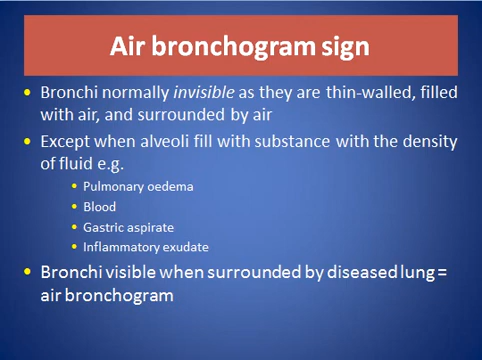 Air bronchogram sign
Bronchi normally invisible as they are thin-walled, filled
with air, and surrounded by air
Except when alveoli fill with substance with the density
of fluid e.g.
Pulmonary oedema
Blood
Gastric aspirate
Inflammatory exudate
Bronchi visible when surrounded by diseased lung =
air bronchogram